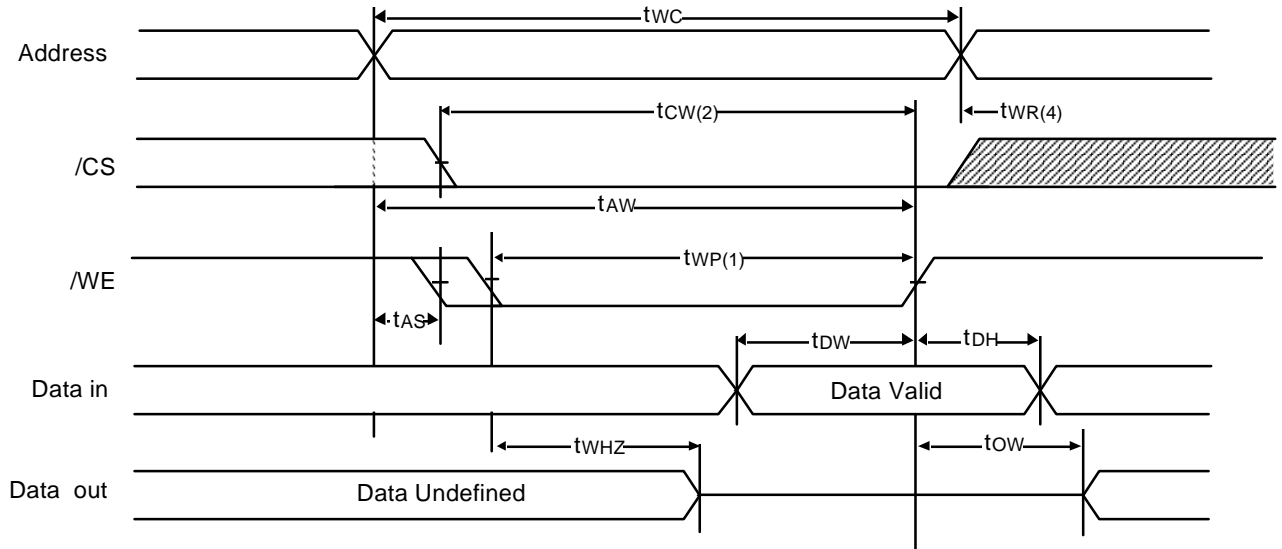 tWC
Address
tCW(2)
tWR(4)
/CS
tAW
/WE
tWP(1)
tAS
tDW
tDH
Data in
Data Valid
tWHZ
tOW
Data out
Data Undefined